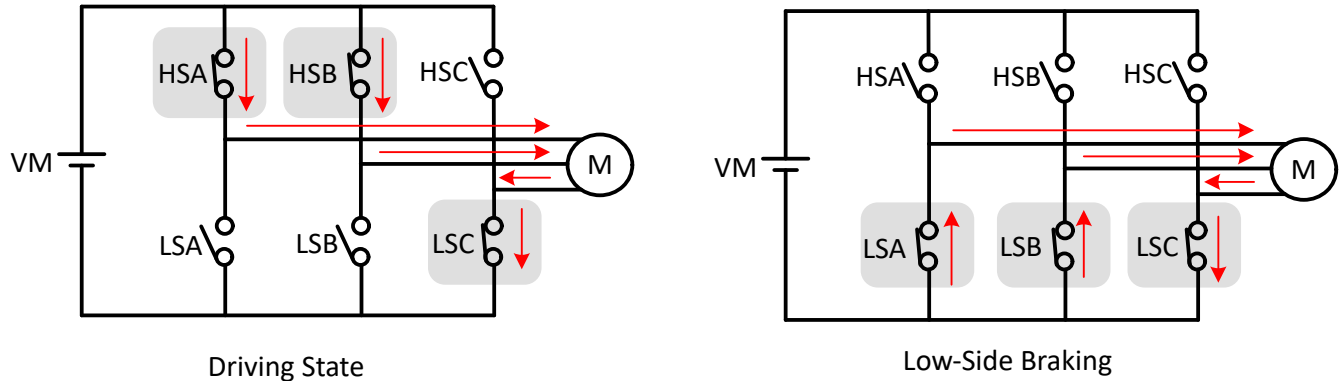 HSA
HSB
HSC
VM
M
LSA
LSB
LSC
Driving State
HSA
HSB
HSC
VM
M
LSA
LSB
LSC
Low-Side Braking